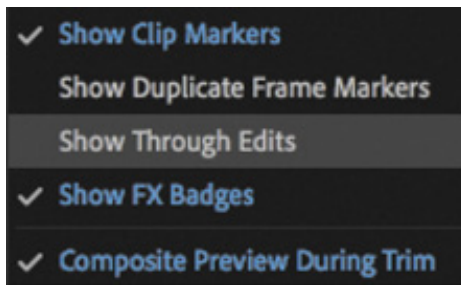 Show Clip Markers
Show Duplicate Frame Markers
Show Through Edits
Show FX Badges
Composite Preview During Trim